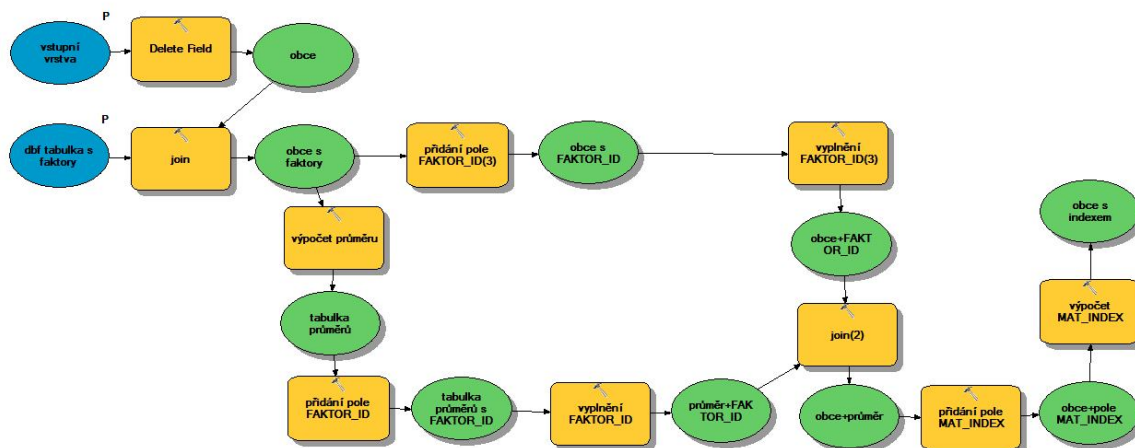 P
vstupní
vrstva
Delete Field
obce
P
dbf tabulka s
faktory
join
obce s
faktory
přidání pole
FAKTOR_ID(3)
obce s
FAKTOR_ID
vyplnění
FAKTOR_ID(3)
výpočet průměru
obce+FAKT
OR_ID
obce s
indexem
tabulka
průměrů
join(2)
výpočet
MAT_INDEX
přidání pole
FAKTOR_ID
tabulka
průměrů s
FAKTOR_ID
vyplnění
FAKTOR_ID
průměr+FAK
TOR_ID
obce+průměr
přidání pole
MAT_INDEX
obce+pole
MAT_INDEX